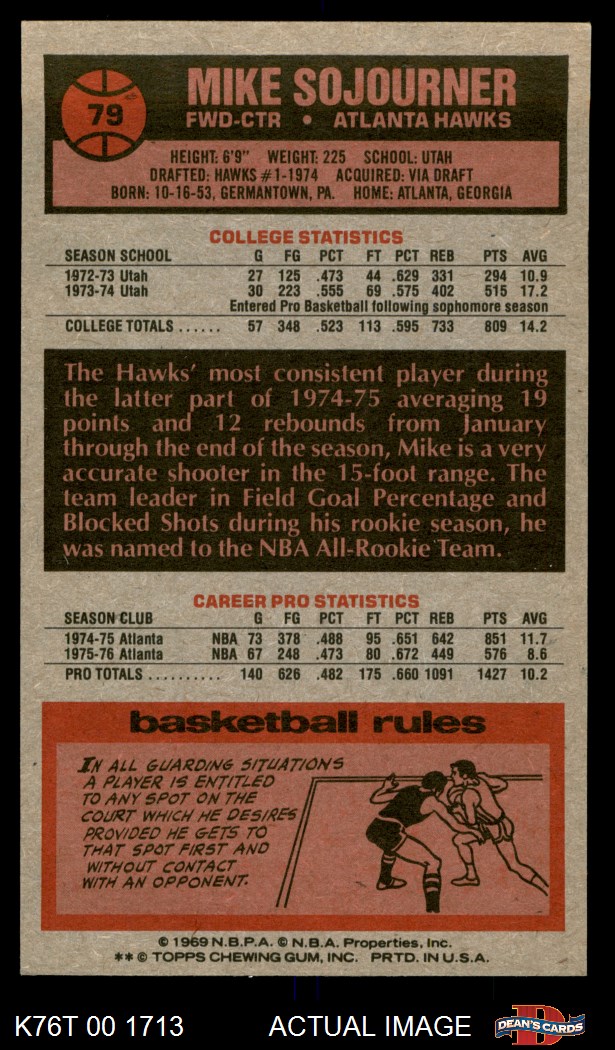 79
MIKE SOJOURNER
FWD-CTR • ATLANTA HAWKS
HEIGHT: 6'9" WEIGHT: 225 SCHOOL: UTAH
DRAFTED: HAWKS #1-1974 ACQUIRED: VIA DRAFT
BORN: 10-16-53, GERMANTOWN, PA. HOME: ATLANTA, GEORGIA
COLLEGE STATISTICS
SEASON SCHOOL G FG PCT FT PCT REB PTS AVG
1972-73 Utah 27 125 .473 44 .629 331 294 10.9
1973-74 Utah 30 223 .555 69 .575 402 515 17.2
Entered Pro Basketball following sophomore season
COLLEGE TOTALS ...... 57 348 .523 113 .595 733 809 14.2
The Hawks' most consistent player during
the latter part of 1974-75 averaging 19
points and 12 rebounds from January
through the end of the season, Mike is a very
accurate shooter in the 15-foot range. The
team leader in Field Goal Percentage and
Blocked Shots during his rookie season, he
was named to the NBA All-Rookie Team.
CAREER PRO STATISTICS
SEASON CLUB G FG PCT FT PCT REB PTS AVG
1974-75 Atlanta NBA 73 378 .488 95 .651 642 851 11.7
1975-76 Atlanta NBA 67 248 .473 80 .672 449 576 8.6
PRO TOTALS .......... 140 626 .482 175 .660 1091 1427 10.2
basketball rules
IN ALL GUARDING SITUATIONS
A PLAYER IS ENTITLED
TO ANY SPOT ON THE
COURT WHICH HE DESIRES
PROVIDED HE GETS TO
THAT SPOT FIRST AND
WITHOUT CONTACT
WITH AN OPPONENT.
© 1969 N.B.P.A. © N.B.A. Properties, Inc.
** © TOPPS CHEWING GUM, INC. PRTD. IN U.S.A.
K76T 00 1713 ACTUAL IMAGE
D
DEAN'S CARDS